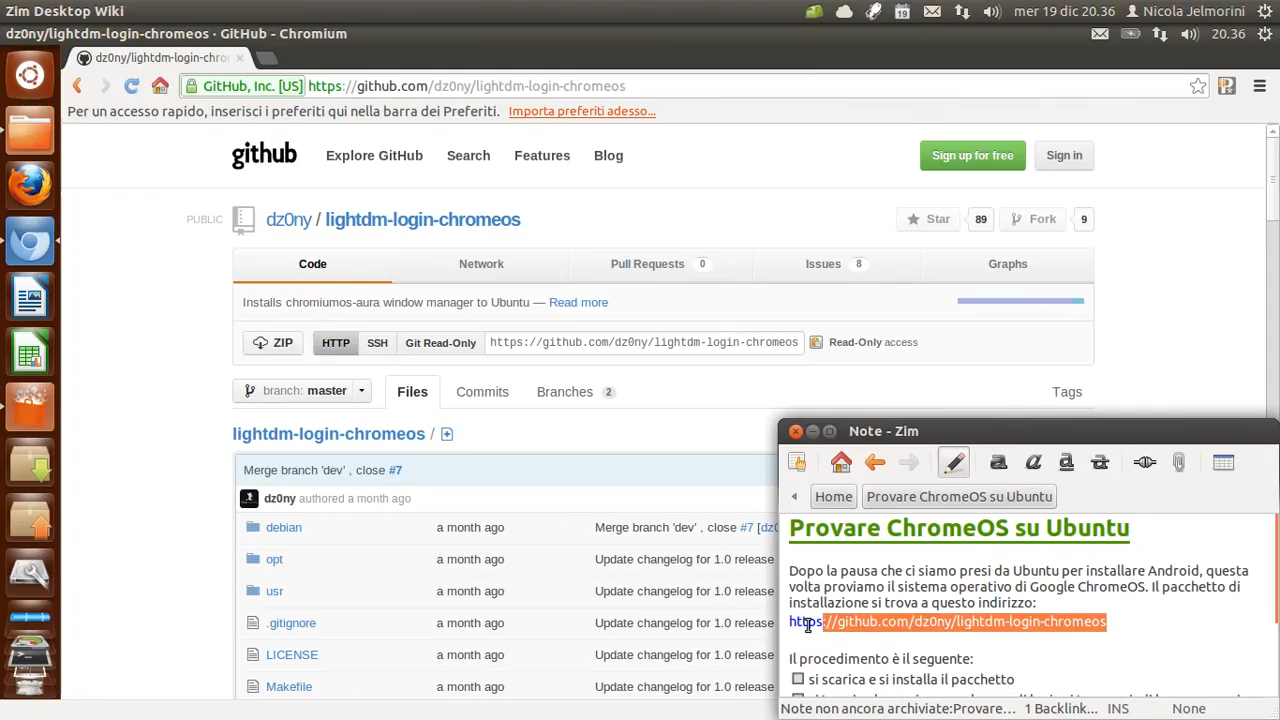 Zim Desktop Wiki
19
mer 19 dic 20.36
Nicola Jelmorini
dz0ny/lightdm-login-chromeos · GitHub - Chromium
20.36
dz0ny/lightdm-login-chro
GitHub, Inc. [US] https://github.com/dz0ny/lightdm-login-chromeos
Per un accesso rapido, inserisci i preferiti qui nella barra dei Preferiti. Importa preferiti adesso...
github
Explore GitHub
Search
Features
Blog
Sign up for free
Sign in
PUBLIC
dz0ny / lightdm-login-chromeos
Star
89
Fork
9
Code
Network
Pull Requests 0
Issues 8
Graphs
Installs chromiumos-aura window manager to Ubuntu — Read more
ZIP
HTTP
SSH
Git Read-Only
https://github.com/dz0ny/lightdm-login-chromeos
Read-Only access
branch: master
Files
Commits
Branches 2
Tags
lightdm-login-chromeos /
Merge branch 'dev' , close #7
dz0ny authored a month ago
debian
a month ago
Merge branch 'dev' , close #7 [dz0
opt
a month ago
Update changelog for 1.0 release
usr
a month ago
Update changelog for 1.0 release
.gitignore
a month ago
Update changelog for 1.0 release
LICENSE
a month ago
Update changelog for 1.0 release
Makefile
a month ago
Update changelog for 1.0 release
Note - Zim
Home
Provare ChromeOS su Ubuntu
Provare ChromeOS su Ubuntu
Dopo la pausa che ci siamo presi da Ubuntu per installare Android, questa
volta proviamo il sistema operativo di Google ChromeOS. Il pacchetto di
installazione si trova a questo indirizzo:
https://github.com/dz0ny/lightdm-login-chromeos
Il procedimento è il seguente:
si scarica e si installa il pacchetto
Note non ancora archiviate:Provare…
1 Backlink...
INS
None